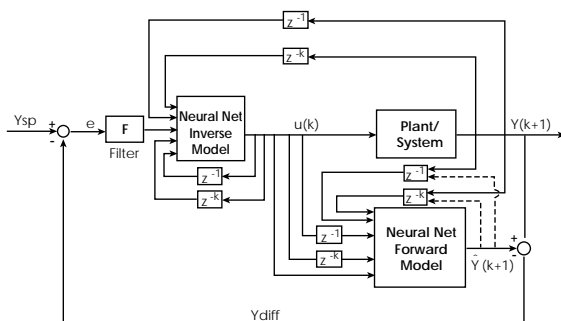 z -1
z -k
Ysp
+
-
e
F
Filter
Neural Net
Inverse
Model
u(k)
Plant/
System
Y(k+1)
z -1
z -k
z -1
z -k
z -1
z -k
Neural Net
Forward
Model
+
-
Ŷ (k+1)
Ydiff